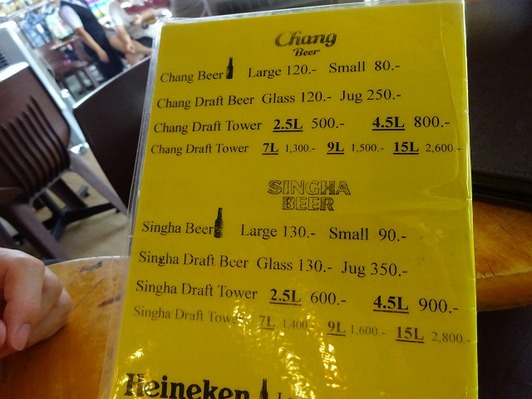 Chang
Beer
Chang Beer Large 120.- Small 80.-
Chang Draft Beer Glass 120.- Jug 250.-
Chang Draft Tower 2.5L 500.- 4.5L 800.-
Chang Draft Tower 7L 1,300.- 9L 1,500.- 15L 2,600.-
SINGHA
BEER
Singha Beer Large 130.- Small 90.-
Singha Draft Beer Glass 130.- Jug 350.-
Singha Draft Tower 2.5L 600.- 4.5L 900.-
Singha Draft Tower 7L 1,400.- 9L 1,600.- 15L 2,800.-
Heineken